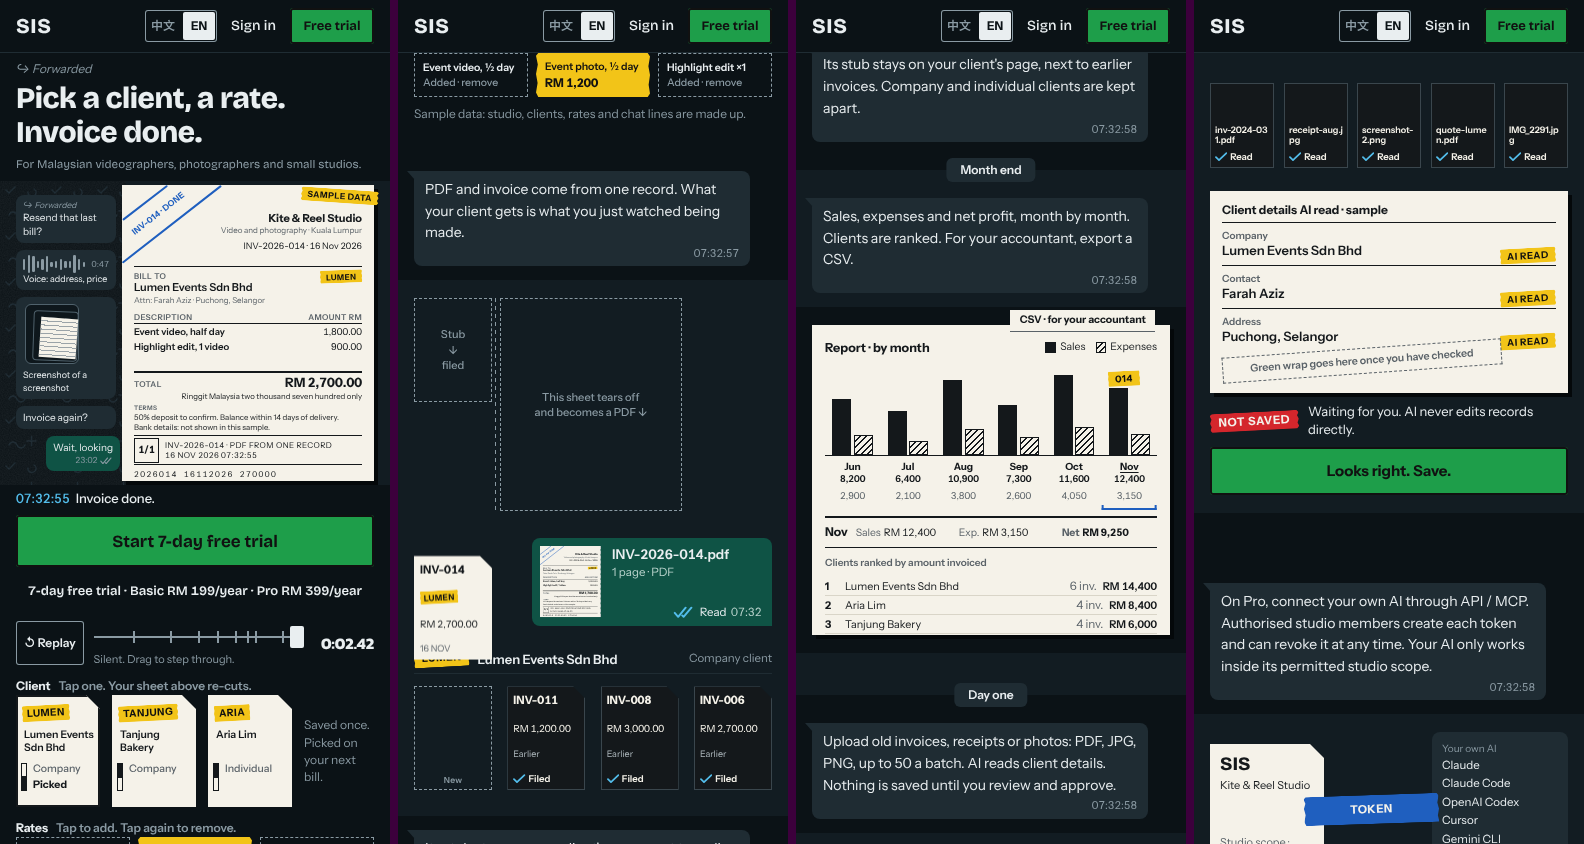 SIS
中文 EN Sign in Free trial
↪ Forwarded
Pick a client, a rate.
Invoice done.
For Malaysian videographers, photographers and small studios.
↪ Forwarded
Resend that last
bill?
0:47
Voice: address, price
Screenshot of a
screenshot
Invoice again?
Wait, looking
23:02
INV-014 · DONE
SAMPLE DATA
Kite & Reel Studio
Video and photography · Kuala Lumpur
INV-2026-014 · 16 Nov 2026
BILL TO
LUMEN
Lumen Events Sdn Bhd
Attn: Farah Aziz · Puchong, Selangor
DESCRIPTION AMOUNT RM
Event video, half day 1,800.00
Highlight edit, 1 video 900.00
TOTAL RM 2,700.00
Ringgit Malaysia two thousand seven hundred only
TERMS
50% deposit to confirm. Balance within 14 days of delivery.
Bank details: not shown in this sample.
1/1
INV-2026-014 · PDF FROM ONE RECORD
16 NOV 2026 07:32:55
2026014 16112026 270000
07:32:55 Invoice done.
Start 7-day free trial
7-day free trial · Basic RM 199/year · Pro RM 399/year
Replay
0:02.42
Silent. Drag to step through.
Client Tap one. Your sheet above re-cuts.
LUMEN
Lumen Events
Sdn Bhd
Company
Picked
TANJUNG
Tanjung
Bakery
Company
ARIA
Aria Lim
Individual
Saved once.
Picked on
your next
bill.
Rates Tap to add. Tap again to remove.
SIS
中文 EN Sign in Free trial
Event video, ½ day
Added · remove
Event photo, ½ day
RM 1,200
Highlight edit ×1
Added · remove
Sample data: studio, clients, rates and chat lines are made up.
PDF and invoice come from one record. What
your client gets is what you just watched being
made.
07:32:57
Stub
↓
filed
This sheet tears off
and becomes a PDF ↓
INV-2026-014.pdf
1 page · PDF
Read 07:32
INV-014
LUMEN
RM 2,700.00
16 NOV
LUMEN Lumen Events Sdn Bhd Company client
New
INV-011
RM 1,200.00
Earlier
Filed
INV-008
RM 3,000.00
Earlier
Filed
INV-006
RM 2,700.00
Earlier
Filed
SIS
中文 EN Sign in Free trial
Its stub stays on your client's page, next to earlier
invoices. Company and individual clients are kept
apart.
07:32:58
Month end
Sales, expenses and net profit, month by month.
Clients are ranked. For your accountant, export a
CSV.
07:32:58
CSV · for your accountant
Report · by month Sales Expenses
014
Jun Jul Aug Sep Oct Nov
8,200 6,400 10,900 7,300 11,600 12,400
2,900 2,100 3,800 2,600 4,050 3,150
Nov Sales RM 12,400 Exp. RM 3,150 Net RM 9,250
Clients ranked by amount invoiced
1 Lumen Events Sdn Bhd 6 inv. RM 14,400
2 Aria Lim 4 inv. RM 8,400
3 Tanjung Bakery 4 inv. RM 6,000
Day one
Upload old invoices, receipts or photos: PDF, JPG,
PNG, up to 50 a batch. AI reads client details.
Nothing is saved until you review and approve.
07:32:58
SIS
中文 EN Sign in Free trial
inv-2024-03
1.pdf
Read
receipt-aug.j
pg
Read
screenshot-
2.png
Read
quote-lume
n.pdf
Read
IMG_2291.jp
g
Read
Client details AI read · sample
Company
Lumen Events Sdn Bhd
AI READ
Contact
Farah Aziz
AI READ
Address
Puchong, Selangor
AI READ
Green wrap goes here once you have checked
NOT SAVED
Waiting for you. AI never edits records
directly.
Looks right. Save.
On Pro, connect your own AI through API / MCP.
Authorised studio members create each token
and can revoke it at any time. Your AI only works
inside its permitted studio scope.
07:32:58
SIS
Kite & Reel Studio
Studio scope:
TOKEN
Your own AI
Claude
Claude Code
OpenAI Codex
Cursor
Gemini CLI